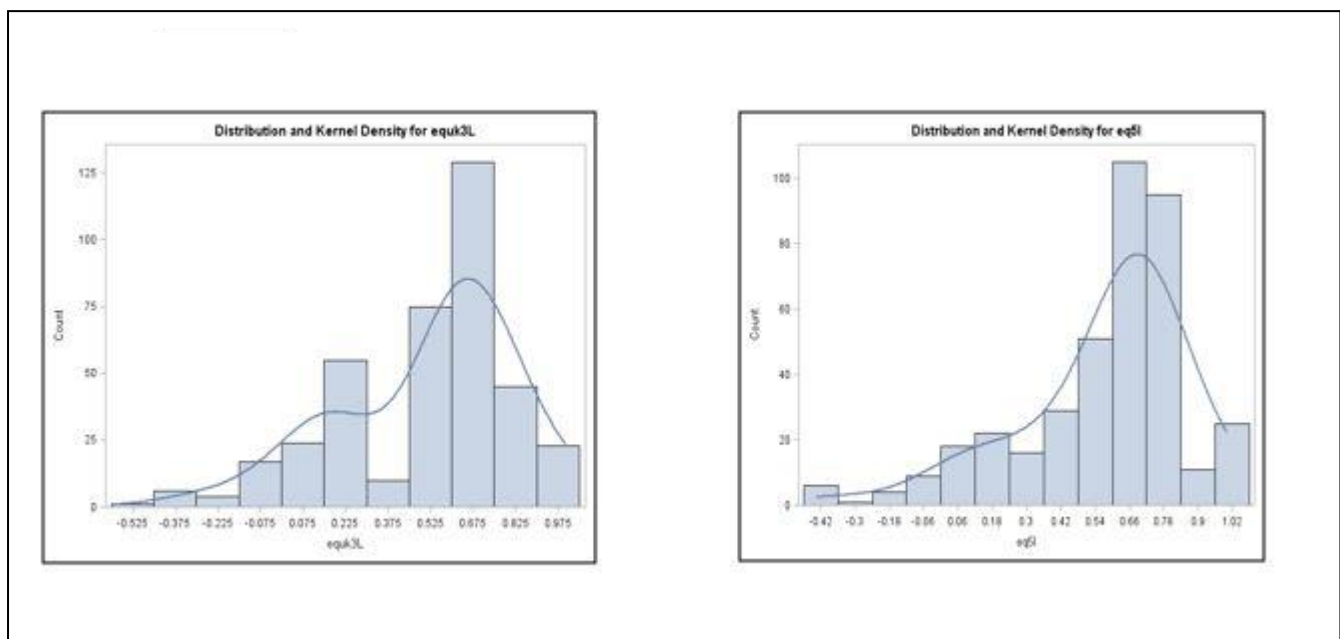 Distribution and Kernel Density for equk3L
125
100
75
50
25
0
Count
-0.525 -0.375 -0.225 -0.075 0.075 0.225 0.375 0.525 0.675 0.825 0.975
equk3L
Distribution and Kernel Density for eq5l
100
80
60
40
20
0
Count
-0.42 -0.3 -0.18 -0.06 0.06 0.18 0.3 0.42 0.54 0.66 0.78 0.9 1.02
eq5l